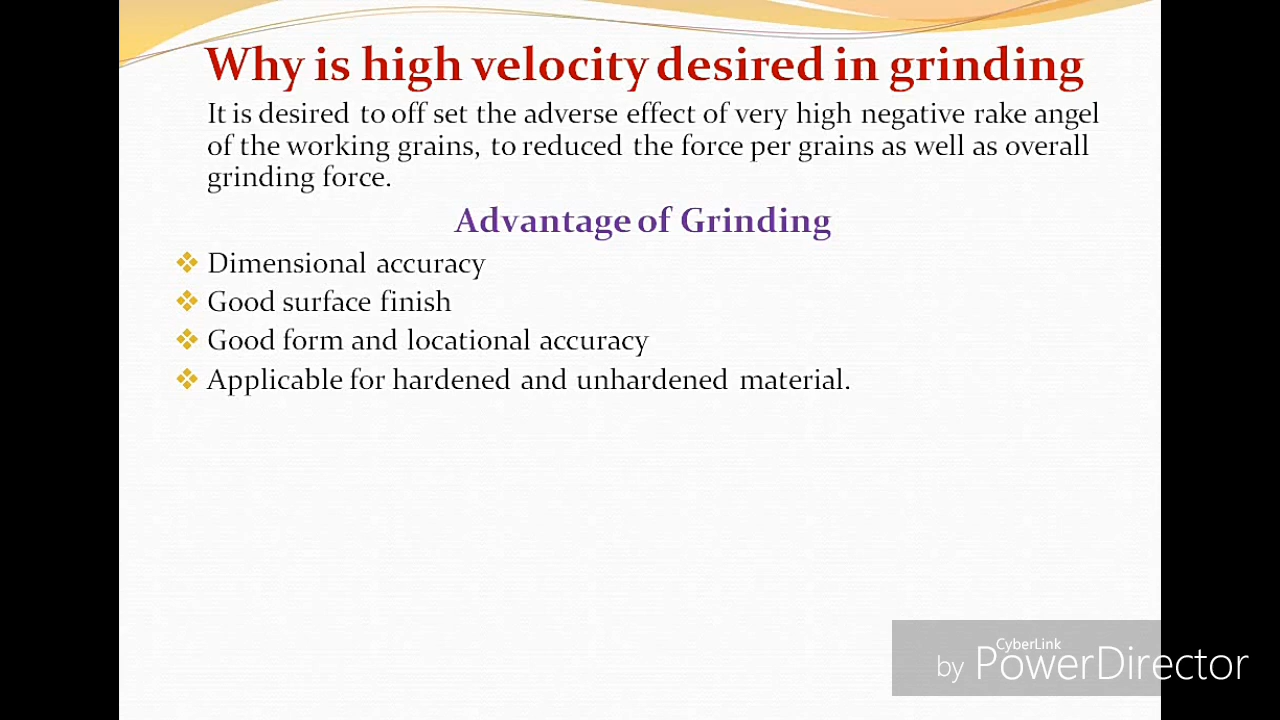 Why is high velocity desired in grinding
It is desired to off set the adverse effect of very high negative rake angel
of the working grains, to reduced the force per grains as well as overall
grinding force.
Advantage of Grinding
Dimensional accuracy
Good surface finish
Good form and locational accuracy
Applicable for hardened and unhardened material.
CyberLink
by PowerDirector